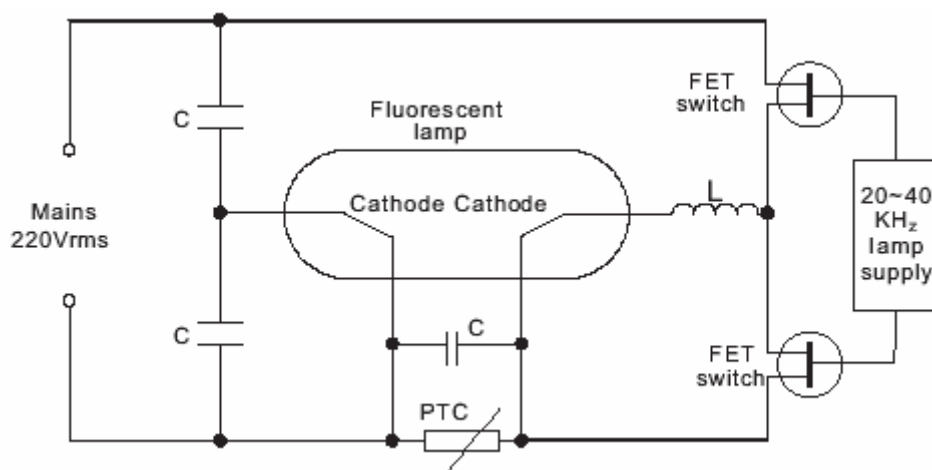 FET
switch
C
Fluorescent
lamp
Mains
220Vrms
Cathode Cathode
L
20~40
KHz
lamp
supply
C
C
FET
switch
PTC